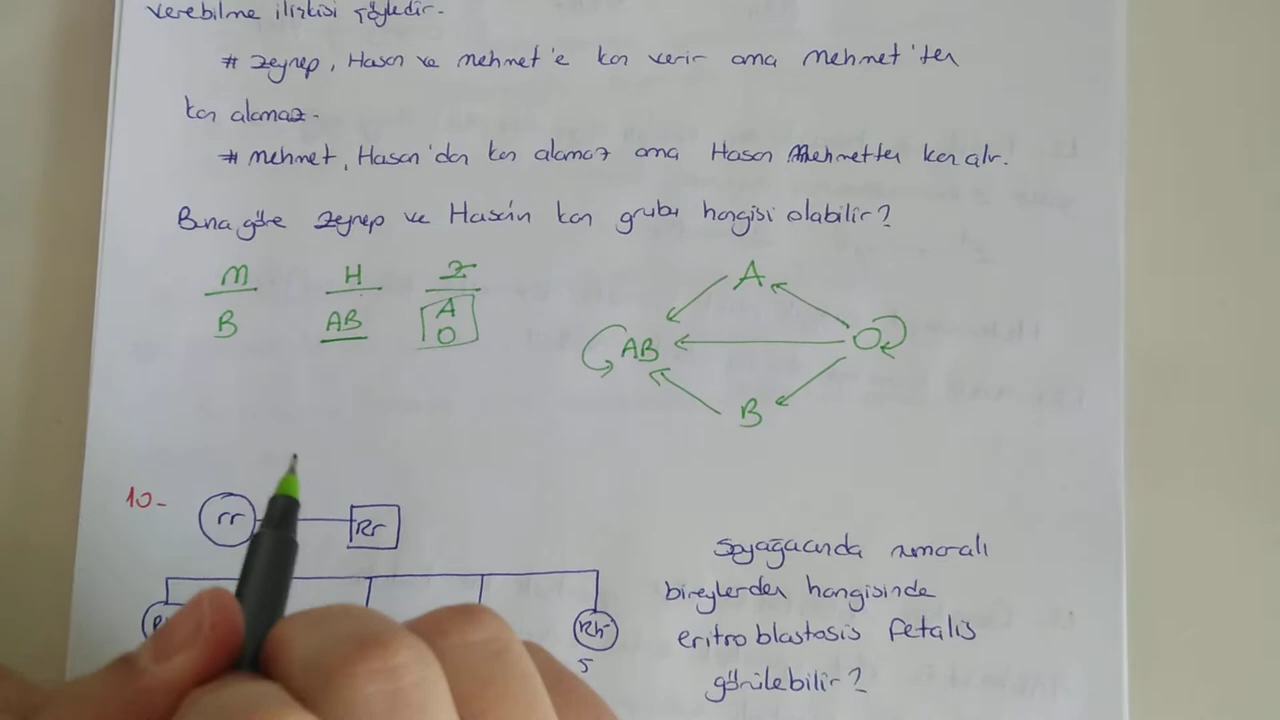 verebilme ilişkisi şöyledir.
# Zeynep, Hasan ve mehmet'e kan verir ama mehmet'ten
kan alamaz.
# mehmet, Hasan'dan kan alamaz ama Hasan Mehmetten kan alır.
Buna göre Zeynep ve Hasan'ın kan grubu hangisi olabilir?
M H Z
B AB A
O
A
AB O
B
10-
rr Rr
Rh
5
Soyağacında numaralı
bireylerden hangisinde
eritroblastosis fetalis
görülebilir?